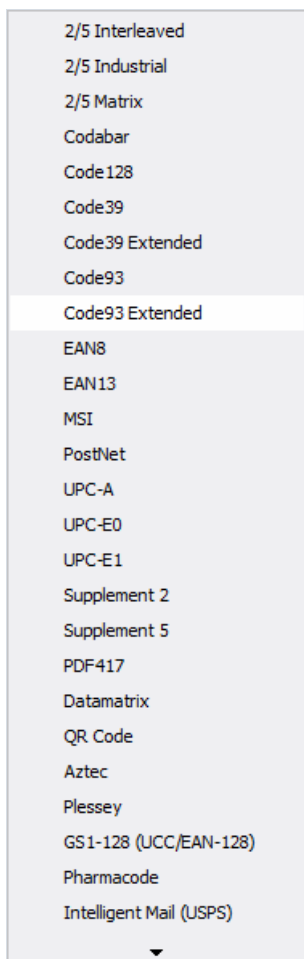 2/5 Interleaved
2/5 Industrial
2/5 Matrix
Codabar
Code128
Code39
Code39 Extended
Code93
Code93 Extended
EAN8
EAN13
MSI
PostNet
UPC-A
UPC-E0
UPC-E1
Supplement 2
Supplement 5
PDF417
Datamatrix
QR Code
Aztec
Plessey
GS1-128 (UCC/EAN-128)
Pharmacode
Intelligent Mail (USPS)